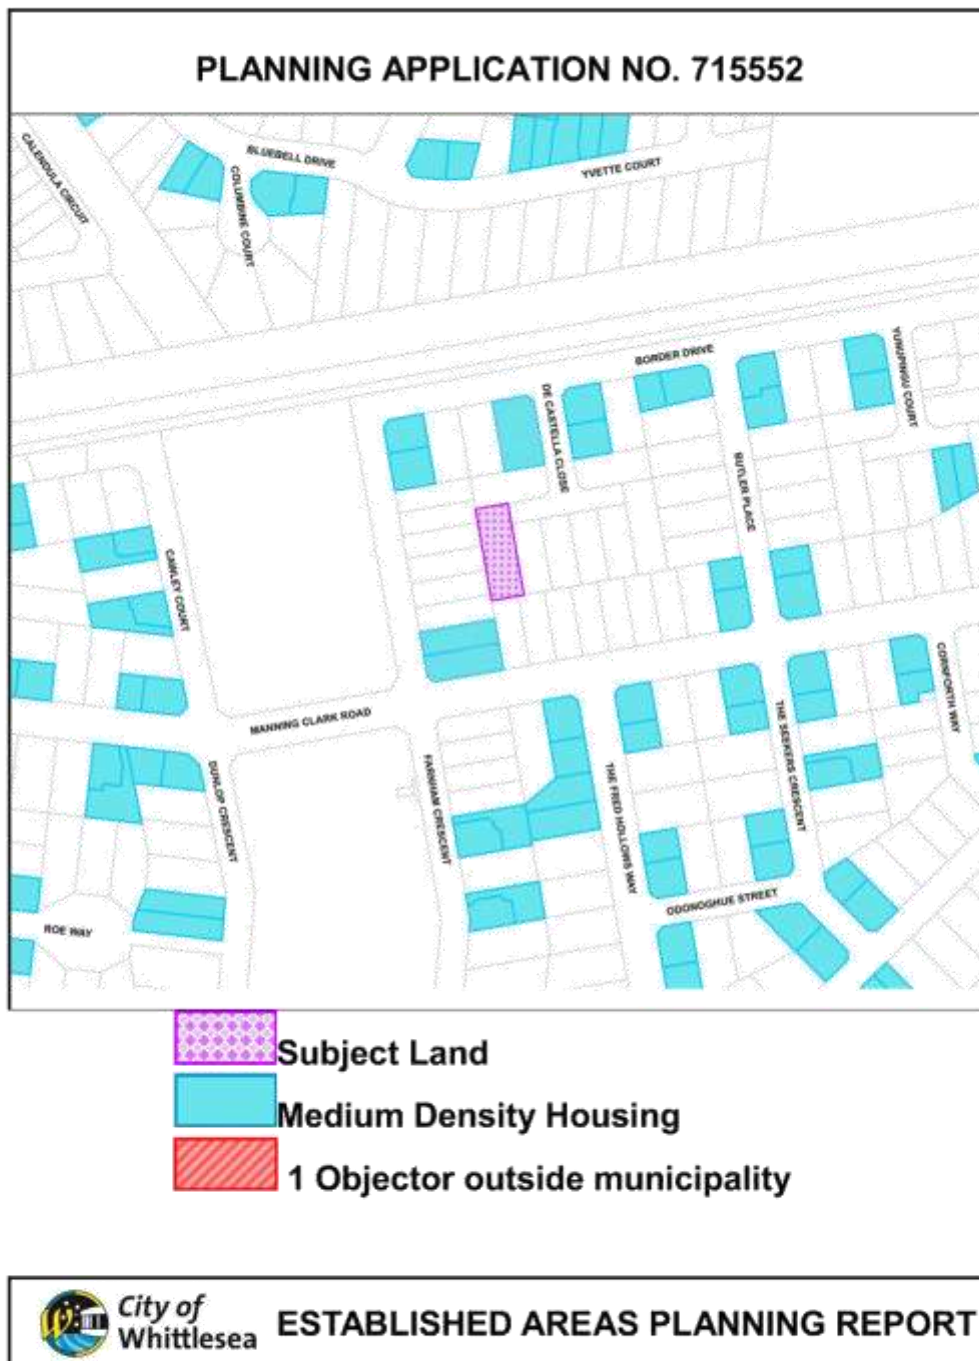 PLANNING APPLICATION NO. 715552
CALENDULA CIRCUIT
BLUEBELL DRIVE
COLUMBINE COURT
YVETTE COURT
BORDER DRIVE
YUNUPINGU COURT
DE CASTELLA CLOSE
BUTLER PLACE
CAWLEY COURT
MANNING CLARK ROAD
DUNLOP CRESCENT
FARNHAM CRESCENT
THE FRED HOLLOWS WAY
THE SEEKERS CRESCENT
CORNFORTH WAY
ODONOGHUE STREET
ROE WAY
Subject Land
Medium Density Housing
1 Objector outside municipality
City of
Whittlesea
ESTABLISHED AREAS PLANNING REPORT